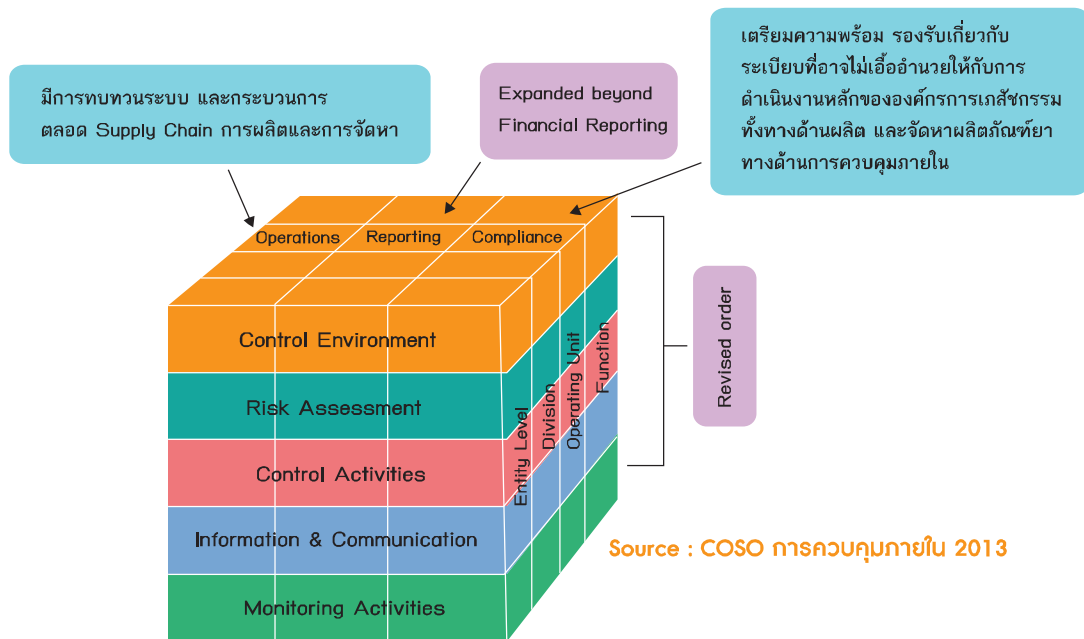 มีการทบทวนระบบ และกระบวนการ
ตลอด Supply Chain การผลิตและการจัดหา
Expanded beyond
Financial Reporting
เตรียมความพร้อม รองรับเกี่ยวกับ
ระเบียบที่อาจไม่เอื้ออำนวยให้กับการ
ดำเนินงานหลักขององค์กรการเภสัชกรรม
ทั้งทางด้านผลิต และจัดหาผลิตภัณฑ์ยา
ทางด้านการควบคุมภายใน
Operations
Reporting
Compliance
Control Environment
Risk Assessment
Control Activities
Information & Communication
Monitoring Activities
Entity Level
Division
Operating Unit
Function
Revised order
Source : COSO การควบคุมภายใน 2013